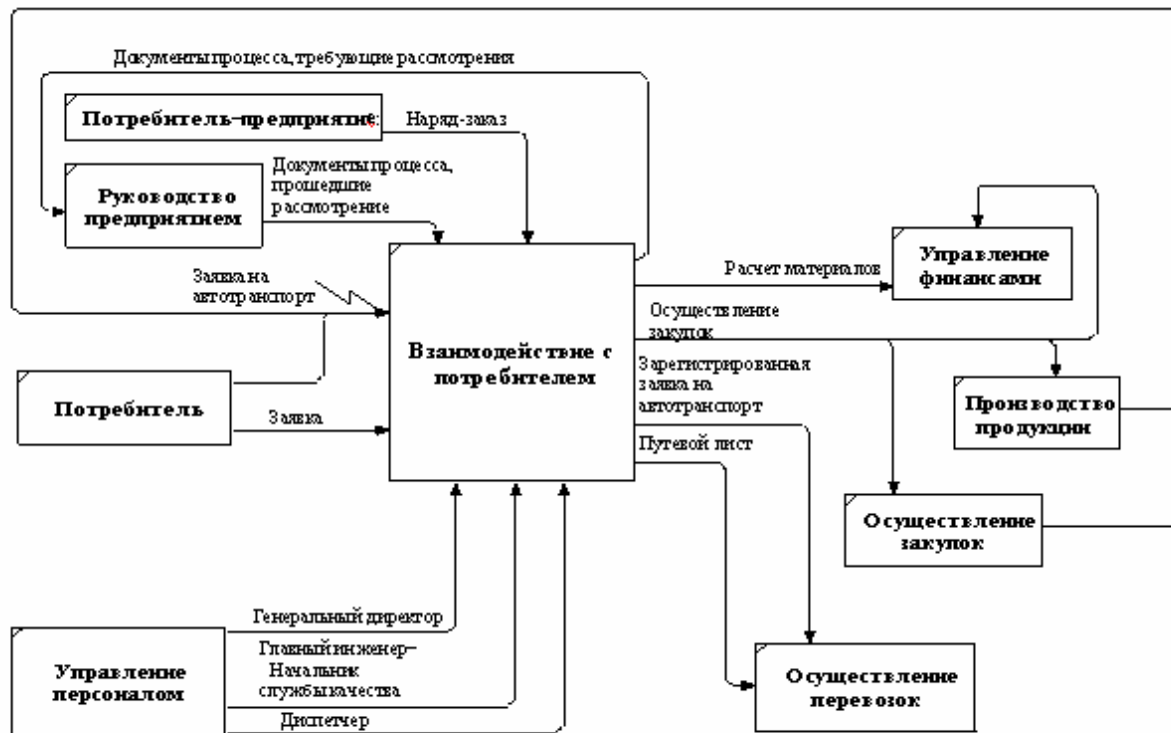 Документы процесса, требующие рассмотрения
Потребитель-предприятие:
Наряд-заказ
Руководство
предприятием
Документы процесса,
прошедшие
рассмотрение
Заявка на
автотранспорт
Взаимодействие с
потребителем
Потребитель
Заявка
Расчет материалов
Управление
финансами
Осуществление
закупок
Зарегистрированная
заявка на
автотранспорт
Путевой лист
Производство
продукции
Осуществление
закупок
Генеральный директор
Главный инженер-
Начальник
службы качества
Диспетчер
Управление
персоналом
Осуществление
перевозок